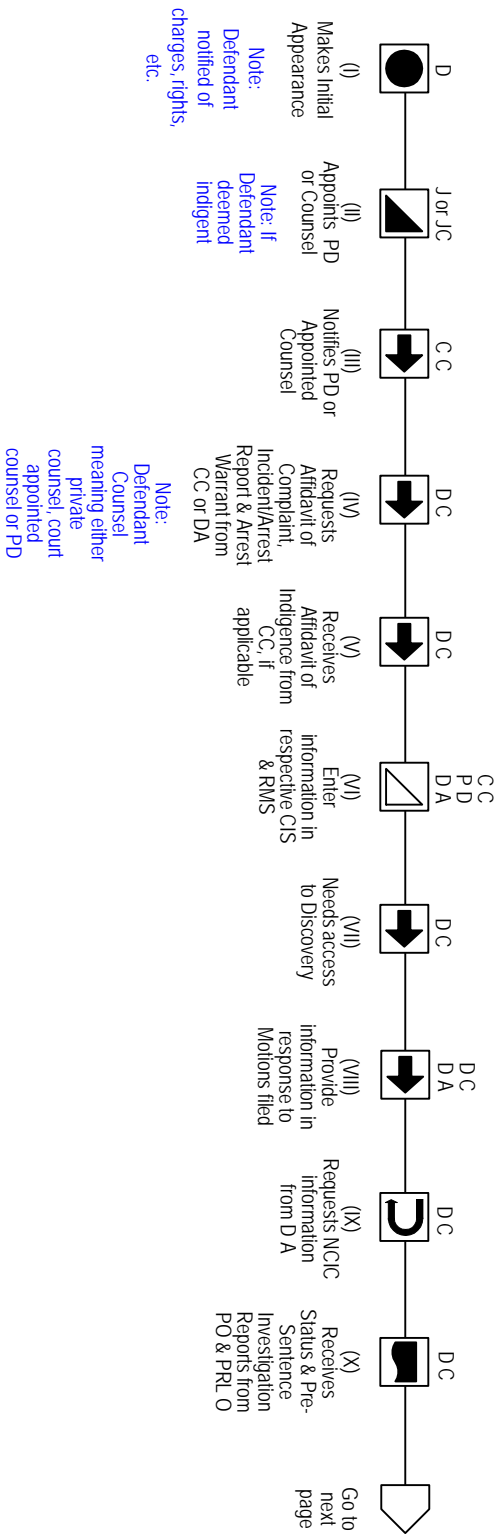 D
(I)
Makes Initial
Appearance
Note:
Defendant
notified of
charges, rights,
etc.
J or JC
(II)
Appoints PD
or Counsel
Note: If
Defendant
deemed
indigent
C C
(III)
Notifies PD or
Appointed
Counsel
D C
(IV)
Requests
Affidavit of
Complaint,
Incident/Arrest
Report & Arrest
Warrant from
CC or DA
Note:
Defendant
Counsel
meaning either
private
counsel, court
appointed
counsel or PD
D C
(V)
Receives
Affidavit of
Indigence from
CC, if
applicable
C C
P D
D A
(VI)
Enter
information in
respective CIS
& RMS
D C
(VII)
Needs access
to Discovery
D C
D A
(VIII)
Provide
information in
response to
Motions filed
D C
(IX)
Requests NCIC
information
from D A
D C
(X)
Receives
Status & Pre-
Sentence
Investigation
Reports from
PO & PRL O
Go to
next
page